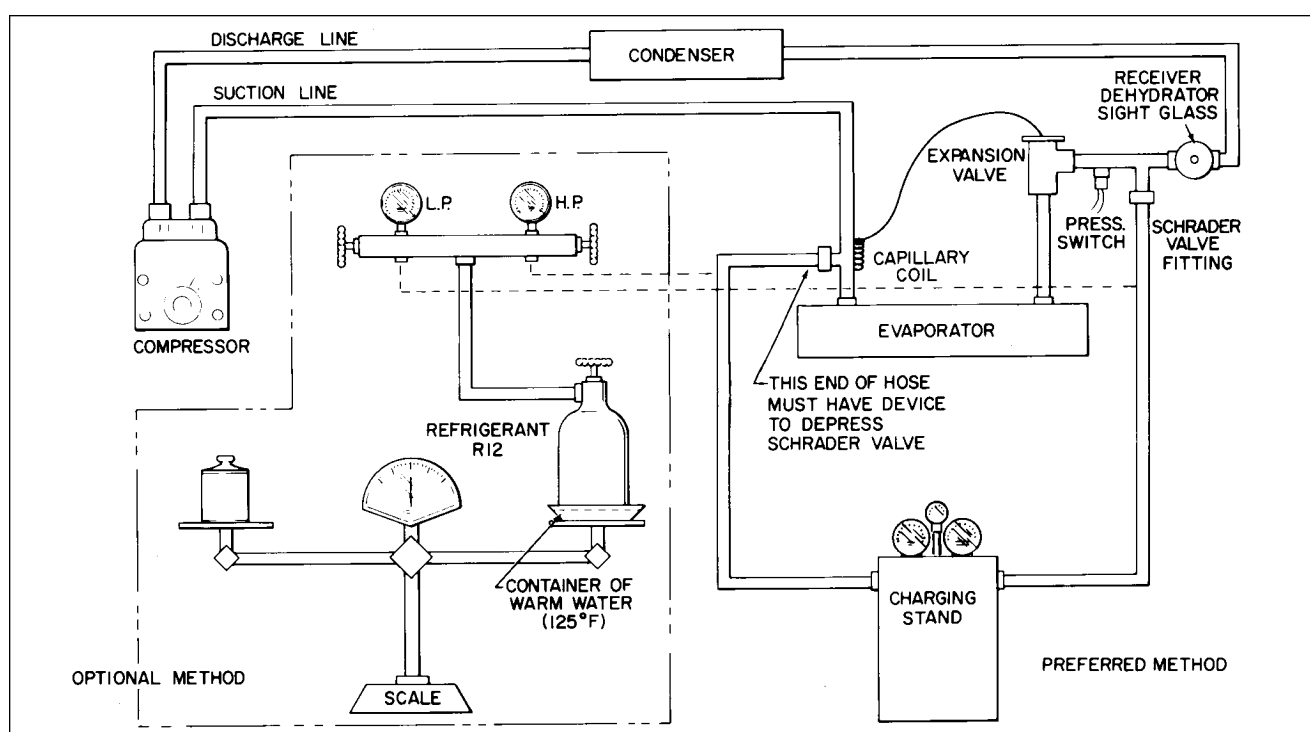 DISCHARGE LINE
CONDENSER
SUCTION LINE
RECEIVER
DEHYDRATOR
SIGHT GLASS
EXPANSION
VALVE
L.P.
H.P.
PRESS.
SWITCH
SCHRADER
VALVE
FITTING
CAPILLARY
COIL
COMPRESSOR
EVAPORATOR
THIS END OF HOSE
MUST HAVE DEVICE
TO DEPRESS
SCHRADER VALVE
REFRIGERANT
R12
CONTAINER OF
WARM WATER
(125°F)
CHARGING
STAND
OPTIONAL METHOD
SCALE
PREFERRED METHOD